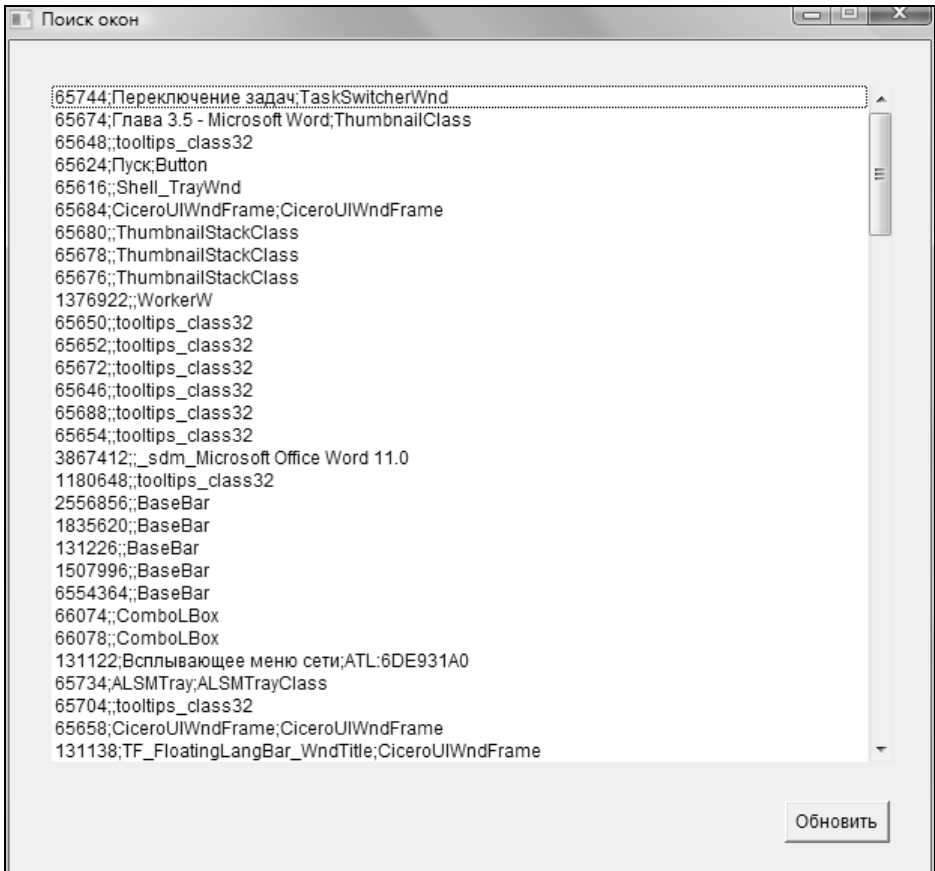 Поиск окон
65744;Переключение задач;TaskSwitcherWnd
65674;Глава 3.5 - Microsoft Word;ThumbnailClass
65648;;tooltips_class32
65624;Пуск;Button
65616;;Shell_TrayWnd
65684;CiceroUIWndFrame;CiceroUIWndFrame
65680;;ThumbnailStackClass
65678;;ThumbnailStackClass
65676;;ThumbnailStackClass
1376922;;WorkerW
65650;;tooltips_class32
65652;;tooltips_class32
65672;;tooltips_class32
65646;;tooltips_class32
65688;;tooltips_class32
65654;;tooltips_class32
3867412;;_sdm_Microsoft Office Word 11.0
1180648;;tooltips_class32
2556856;;BaseBar
1835620;;BaseBar
131226;;BaseBar
1507996;;BaseBar
6554364;;BaseBar
66074;;ComboLBox
66078;;ComboLBox
131122;Всплывающее меню сети;ATL:6DE931A0
65734;ALSMTray;ALSMTrayClass
65704;;tooltips_class32
65658;CiceroUIWndFrame;CiceroUIWndFrame
131138;TF_FloatingLangBar_WndTitle;CiceroUIWndFrame
Обновить